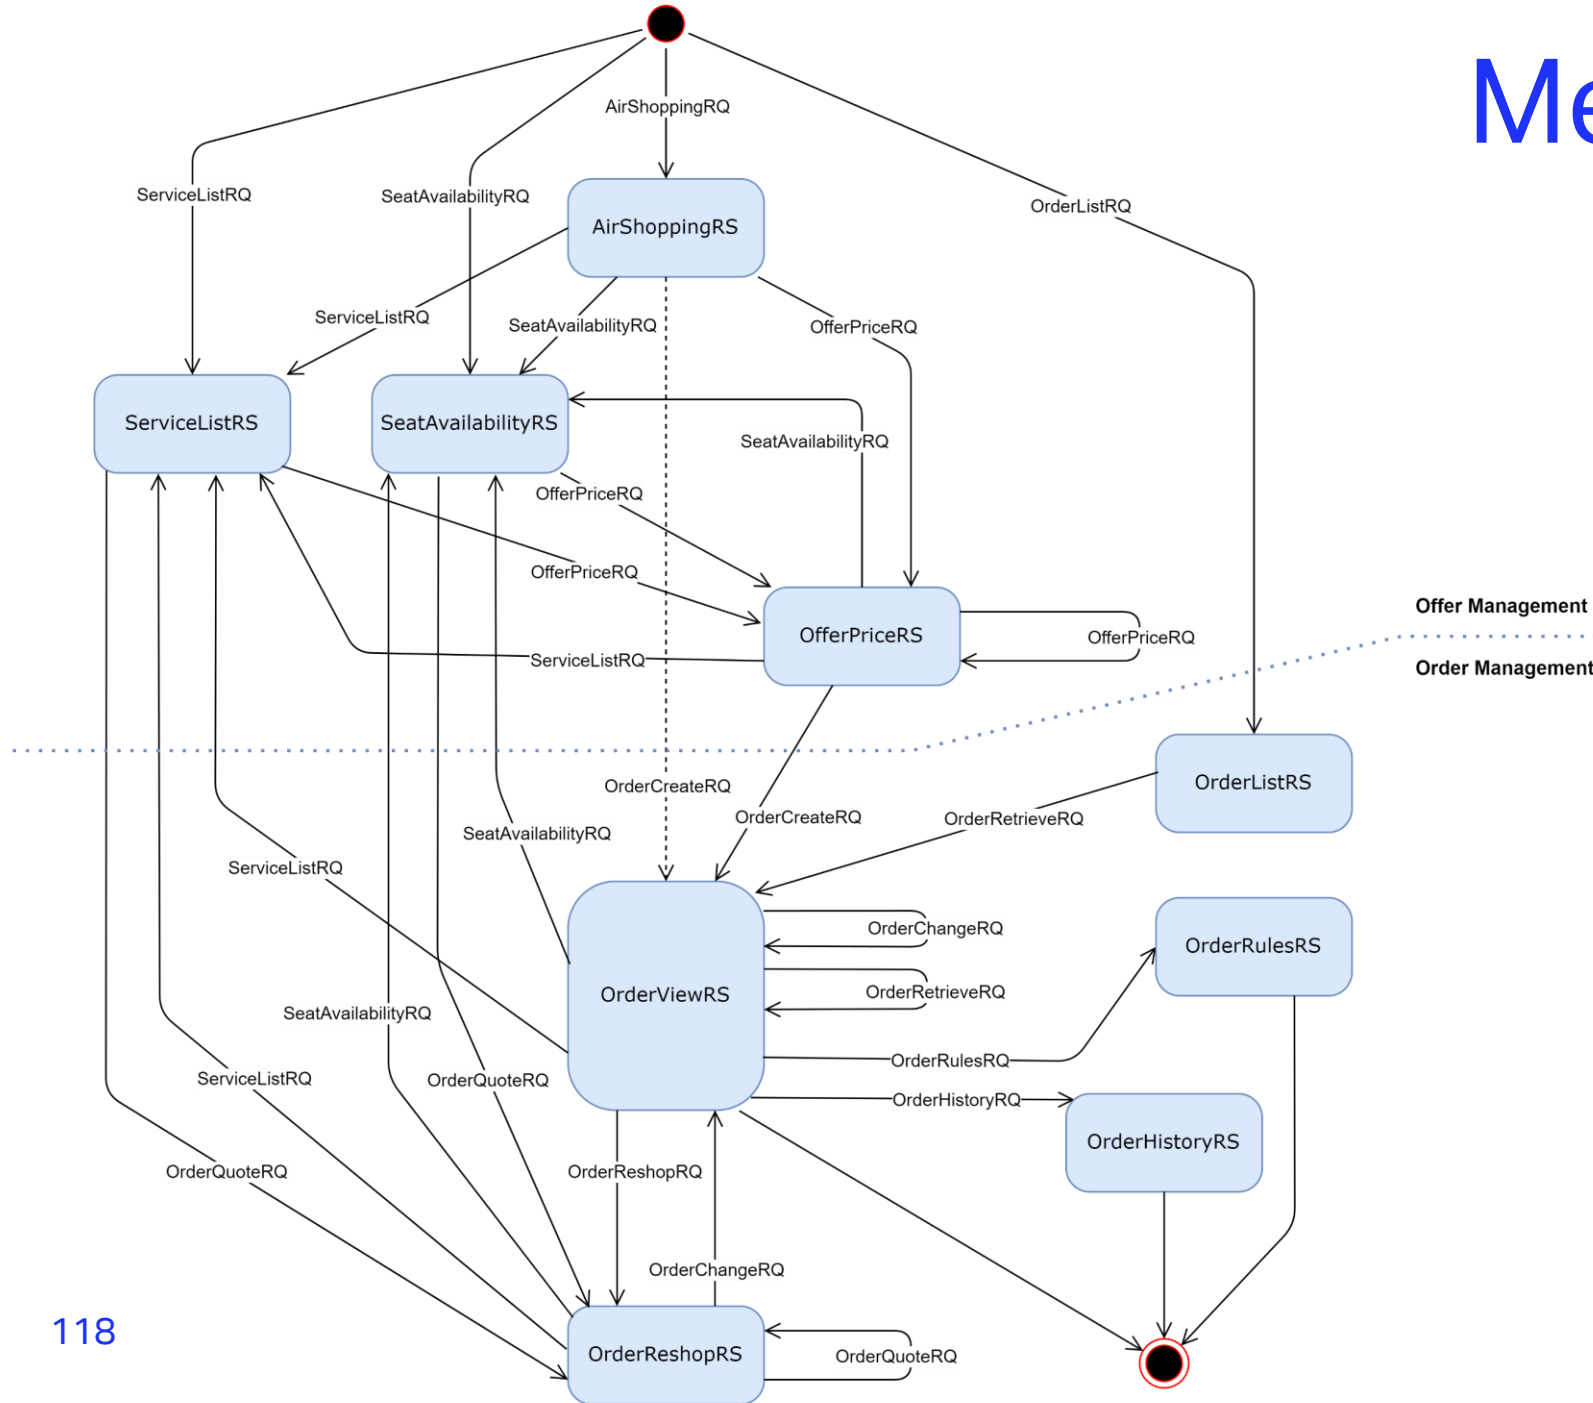 Me
AirShoppingRQ
ServiceListRQ
SeatAvailabilityRQ
OrderListRQ
AirShoppingRS
ServiceListRQ
SeatAvailabilityRQ
OfferPriceRQ
ServiceListRS
SeatAvailabilityRS
SeatAvailabilityRQ
OfferPriceRQ
OfferPriceRQ
Offer Management
OfferPriceRS
OfferPriceRQ
ServiceListRQ
Order Management
OrderListRS
OrderCreateRQ
OrderCreateRQ
OrderRetrieveRQ
SeatAvailabilityRQ
ServiceListRQ
OrderChangeRQ
OrderRulesRS
OrderViewRS
OrderRetrieveRQ
SeatAvailabilityRQ
OrderRulesRQ
ServiceListRQ
OrderQuoteRQ
OrderHistoryRQ
OrderHistoryRS
OrderQuoteRQ
OrderReshopRQ
OrderChangeRQ
118
OrderReshopRS
OrderQuoteRQ